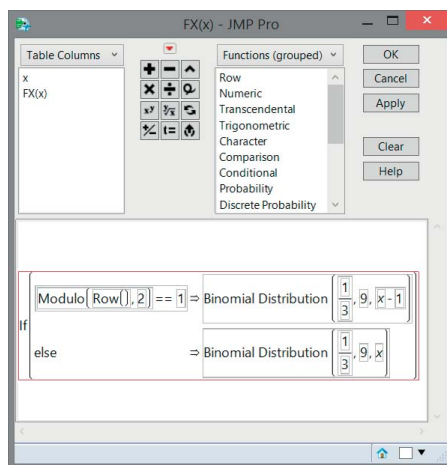 FX(x) - JMP Pro
Table Columns
x
FX(x)
Functions (grouped)
Row
Numeric
Transcendental
Trigonometric
Character
Comparison
Conditional
Probability
Discrete Probability
OK
Cancel
Apply
Clear
Help
If
Modulo(Row(), 2) == 1 ⇒ Binomial Distribution (1/3, 9, x - 1)
else ⇒ Binomial Distribution (1/3, 9, x)